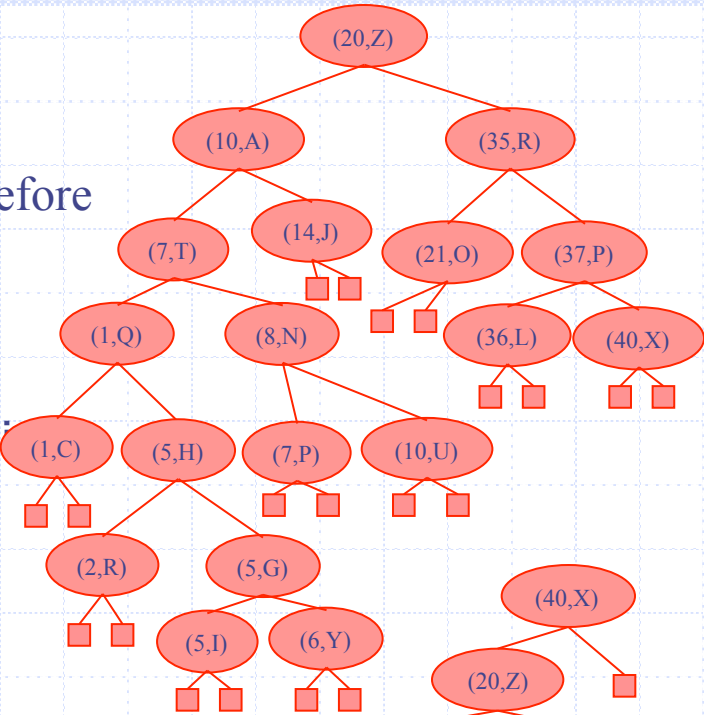 (20,Z)
(10,A)
(35,R)
efore
(14,J)
(7,T)
(21,O)
(37,P)
(1,Q)
(8,N)
(36,L)
(40,X)
(1,C)
(5,H)
(7,P)
(10,U)
(2,R)
(5,G)
(40,X)
(5,I)
(6,Y)
(20,Z)